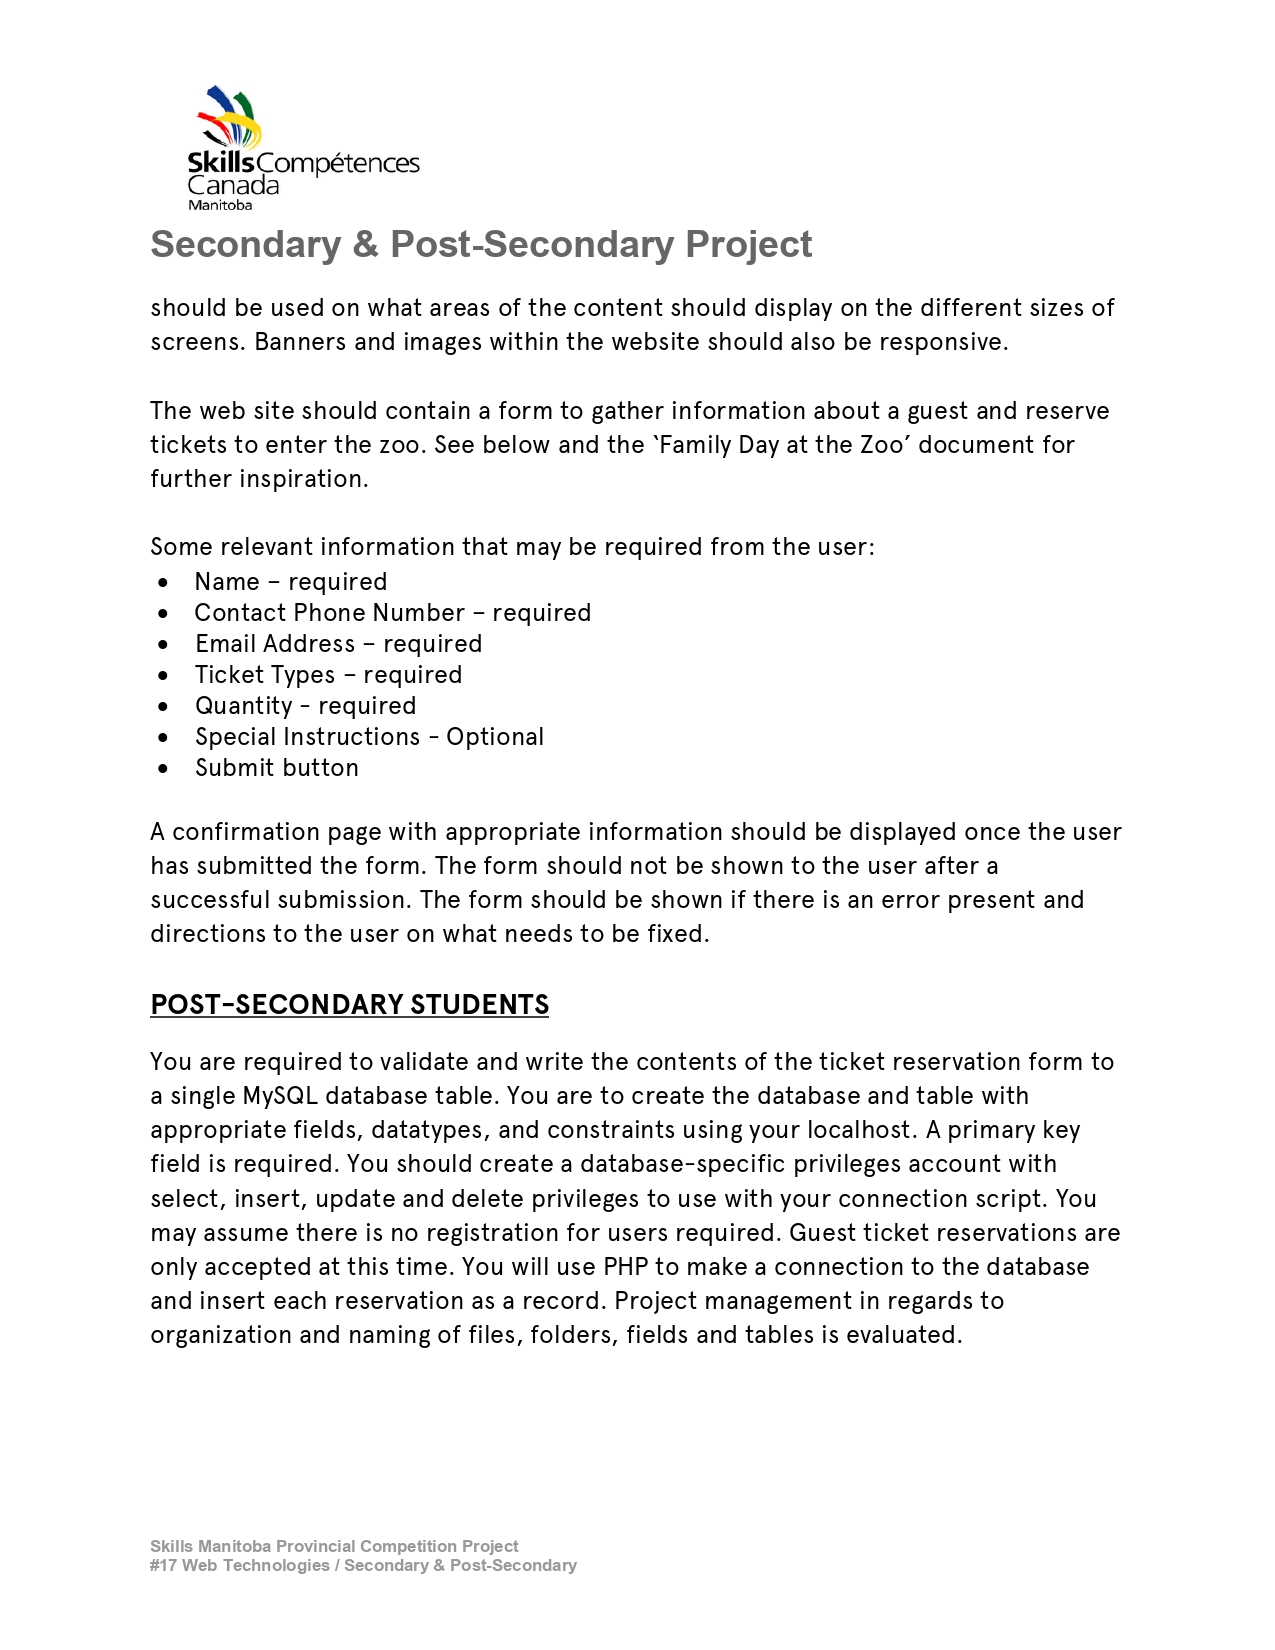 SkillsCompétences
Canada
Manitoba
Secondary & Post-Secondary Project
should be used on what areas of the content should display on the different sizes of
screens. Banners and images within the website should also be responsive.
The web site should contain a form to gather information about a guest and reserve
tickets to enter the zoo. See below and the ‘Family Day at the Zoo’ document for
further inspiration.
Some relevant information that may be required from the user:
• Name – required
• Contact Phone Number – required
• Email Address – required
• Ticket Types – required
• Quantity - required
• Special Instructions - Optional
• Submit button
A confirmation page with appropriate information should be displayed once the user
has submitted the form. The form should not be shown to the user after a
successful submission. The form should be shown if there is an error present and
directions to the user on what needs to be fixed.
POST-SECONDARY STUDENTS
You are required to validate and write the contents of the ticket reservation form to
a single MySQL database table. You are to create the database and table with
appropriate fields, datatypes, and constraints using your localhost. A primary key
field is required. You should create a database-specific privileges account with
select, insert, update and delete privileges to use with your connection script. You
may assume there is no registration for users required. Guest ticket reservations are
only accepted at this time. You will use PHP to make a connection to the database
and insert each reservation as a record. Project management in regards to
organization and naming of files, folders, fields and tables is evaluated.
Skills Manitoba Provincial Competition Project
#17 Web Technologies / Secondary & Post-Secondary